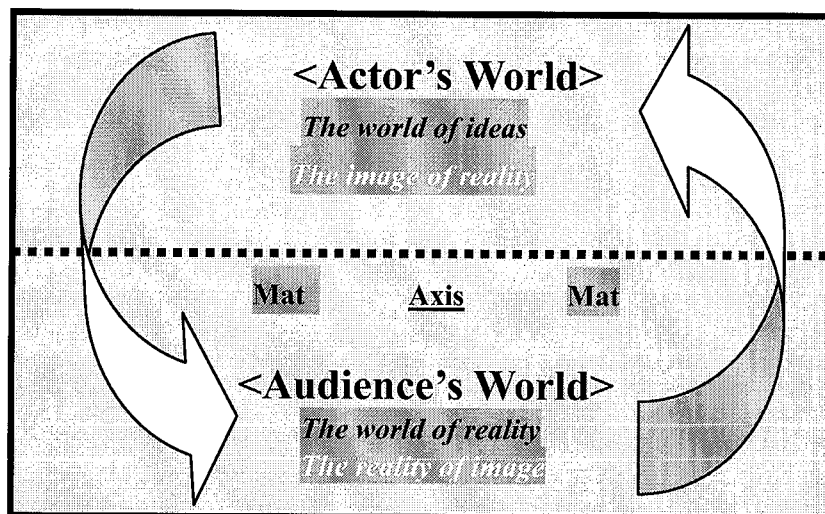 <Actor's World>
The world of ideas
The image of reality
Mat Axis Mat
<Audience's World>
The world of reality
The reality of image